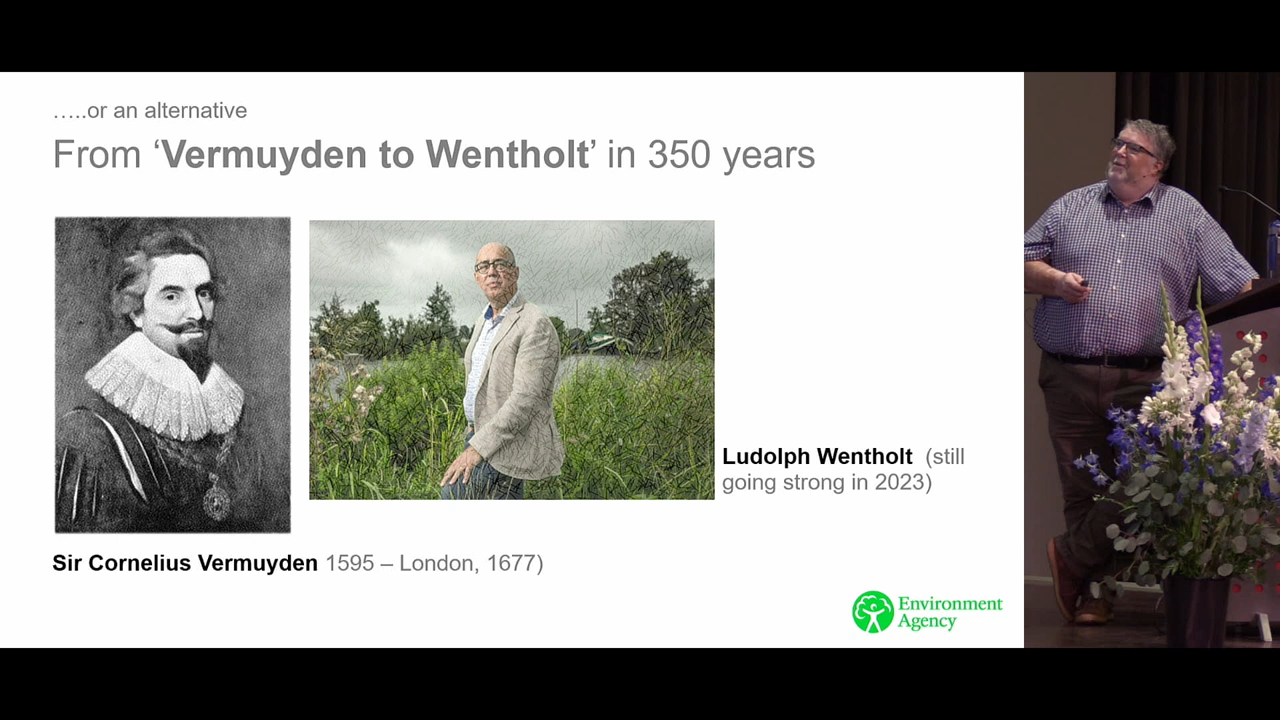 …..or an alternative
From ‘Vermuyden to Wentholt’ in 350 years
Ludolph Wentholt (still
going strong in 2023)
Sir Cornelius Vermuyden 1595 – London, 1677)
Environment
Agency